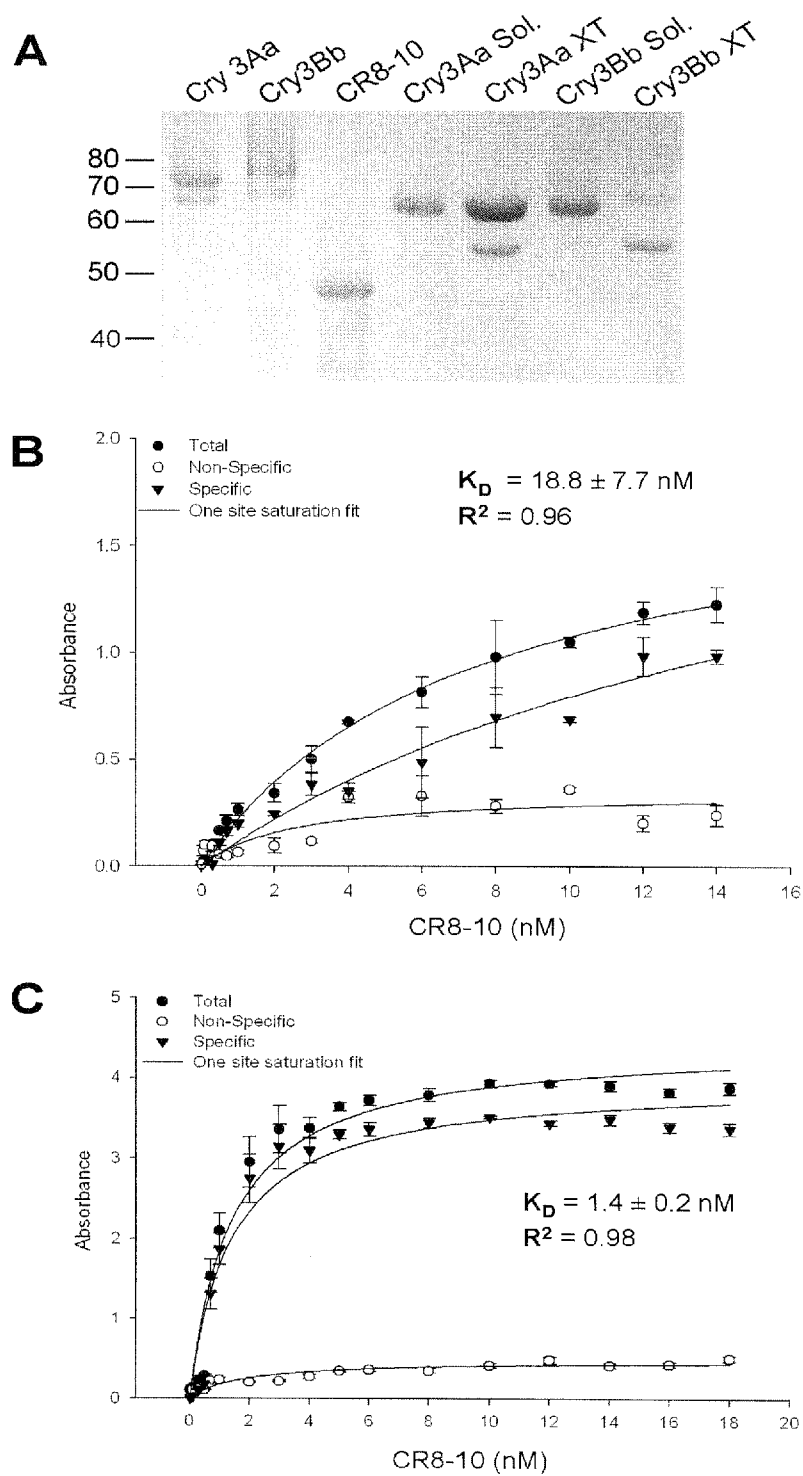 A
Cry 3Aa
Cry3Bb
CR8-10
Cry3Aa Sol.
Cry3Aa XT
Cry3Bb Sol.
Cry3Bb XT
80
70
60
50
40
B
Total
Non-Specific
Specific
One site saturation fit
K_D = 18.8 ± 7.7 nM
R² = 0.96
2.0
1.5
1.0
0.5
0.0
Absorbance
0 2 4 6 8 10 12 14 16
CR8-10 (nM)
C
Total
Non-Specific
Specific
One site saturation fit
K_D = 1.4 ± 0.2 nM
R² = 0.98
5
4
3
2
1
0
Absorbance
0 2 4 6 8 10 12 14 16 18 20
CR8-10 (nM)